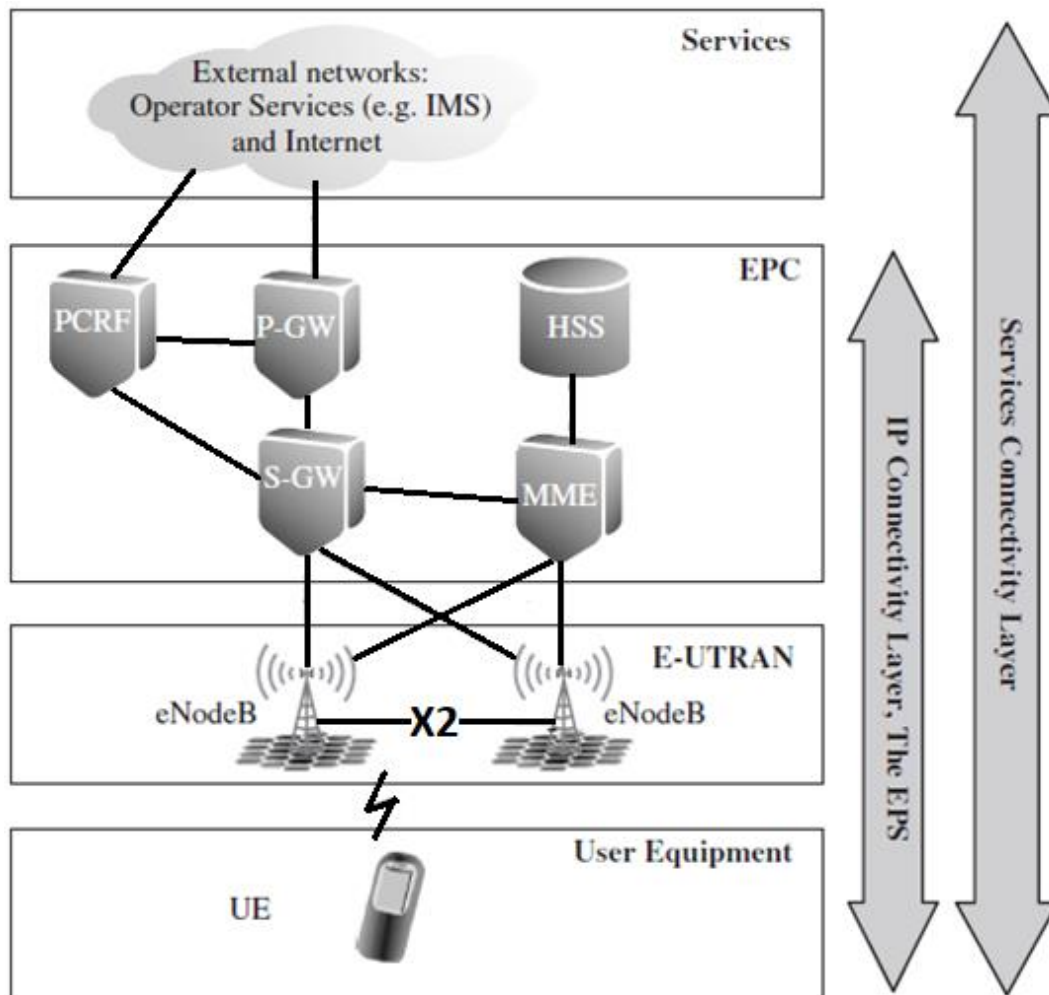 Services
External networks:
Operator Services (e.g. IMS)
and Internet
EPC
PCRF
P-GW
HSS
S-GW
MME
E-UTRAN
eNodeB
X2
eNodeB
User Equipment
UE
IP Connectivity Layer, The EPS
Services Connectivity Layer